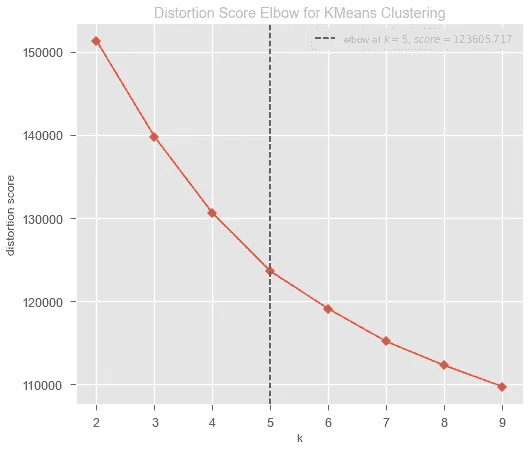 Distortion Score Elbow for KMeans Clustering
elbow at k = 5, score = 123605.717
150000
140000
130000
120000
110000
distortion score
2 3 4 5 6 7 8 9
k